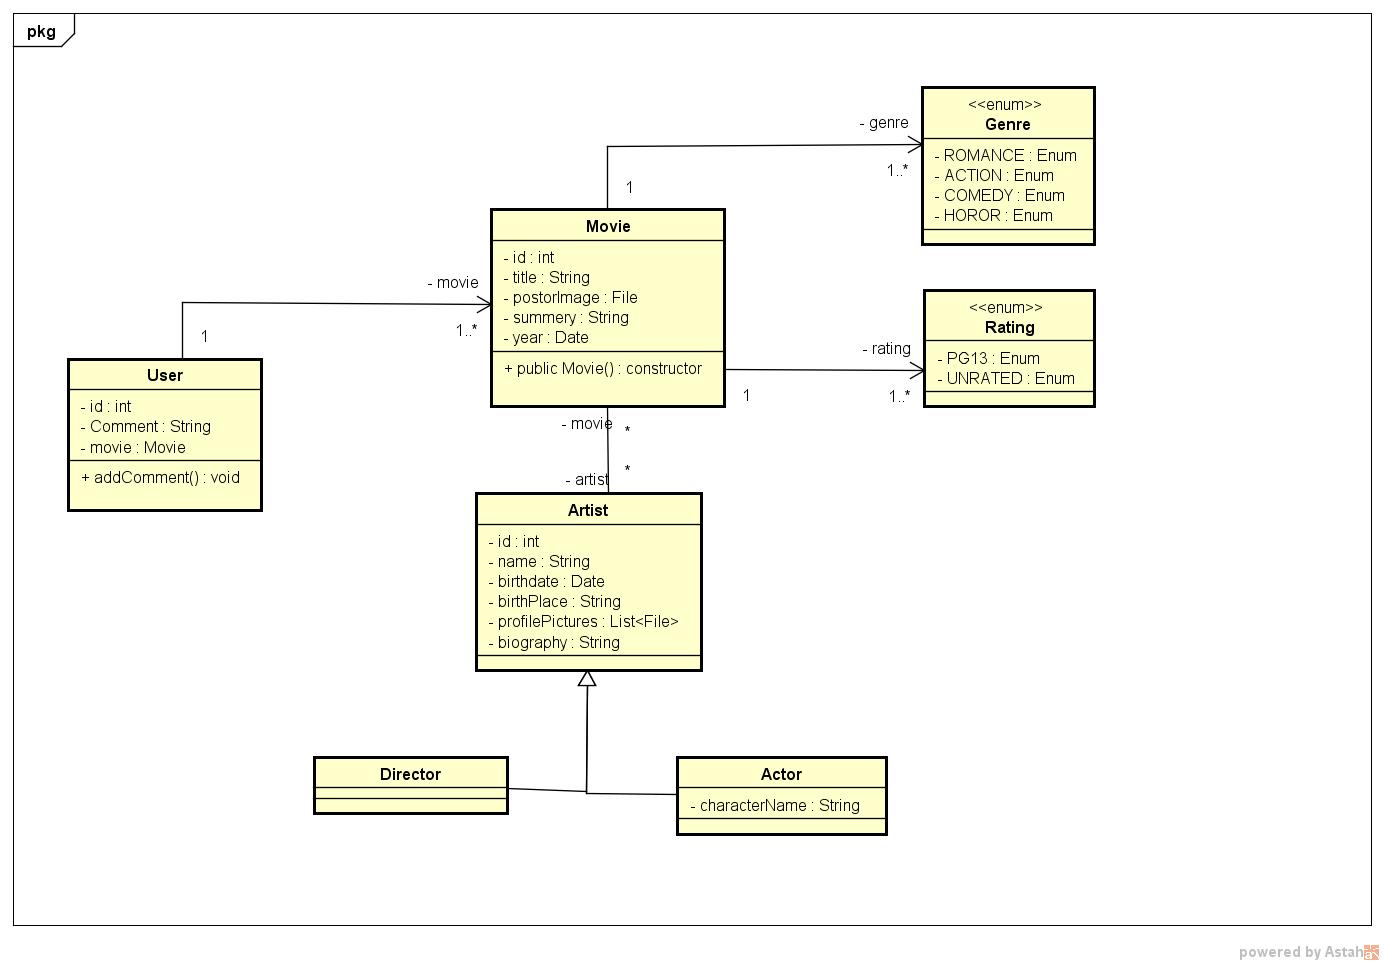 pkg
<<enum>>
Genre
- ROMANCE : Enum
- ACTION : Enum
- COMEDY : Enum
- HOROR : Enum
- genre
1..*
1
Movie
- id : int
- title : String
- postorImage : File
- summery : String
- year : Date
+ public Movie() : constructor
- movie
1..*
1
<<enum>>
Rating
- PG13 : Enum
- UNRATED : Enum
- rating
1..*
1
User
- id : int
- Comment : String
- movie : Movie
+ addComment() : void
- movie
*
*
- artist
Artist
- id : int
- name : String
- birthdate : Date
- birthPlace : String
- profilePictures : List<File>
- biography : String
Director
Actor
- characterName : String
powered by Astah